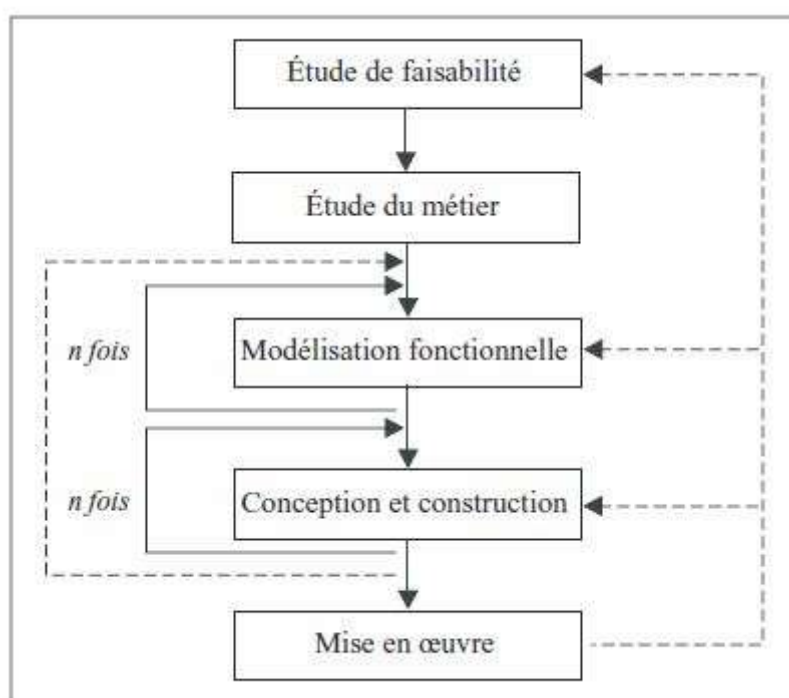 Étude de faisabilité
Étude du métier
n fois
Modélisation fonctionnelle
n fois
Conception et construction
Mise en œuvre